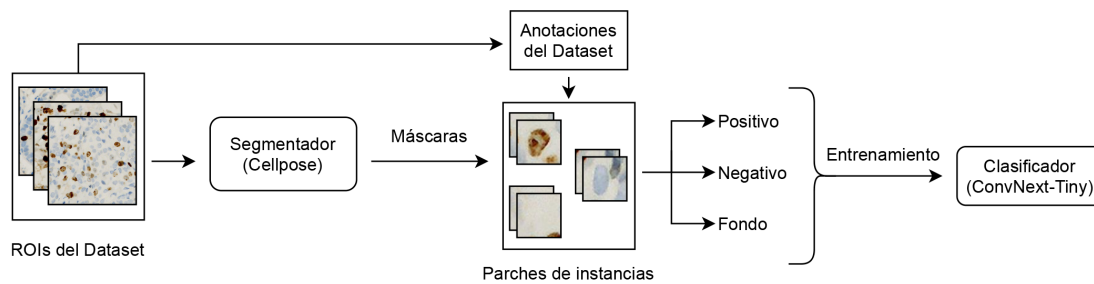 Anotaciones
del Dataset
Segmentador
(Cellpose)
Máscaras
Positivo
Negativo
Fondo
Entrenamiento
Clasificador
(ConvNext-Tiny)
ROIs del Dataset
Parches de instancias